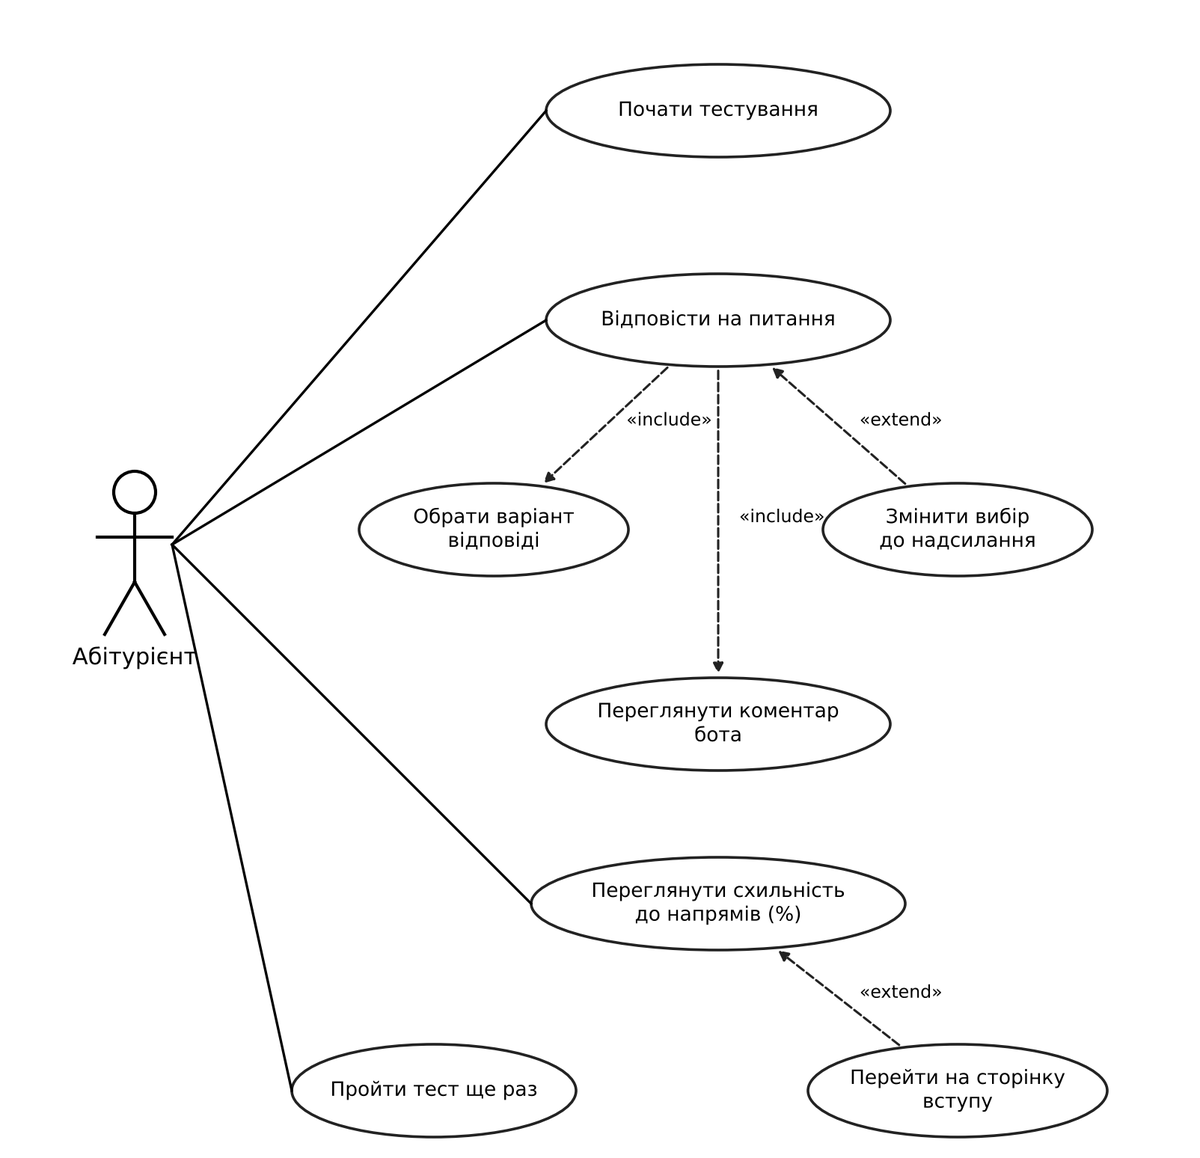 Почати тестування
Відповісти на питання
«include»
«extend»
Обрати варіант
відповіді
«include»
Змінити вибір
до надсилання
Абітурієнт
Переглянути коментар
бота
Переглянути схильність
до напрямів (%)
«extend»
Пройти тест ще раз
Перейти на сторінку
вступу